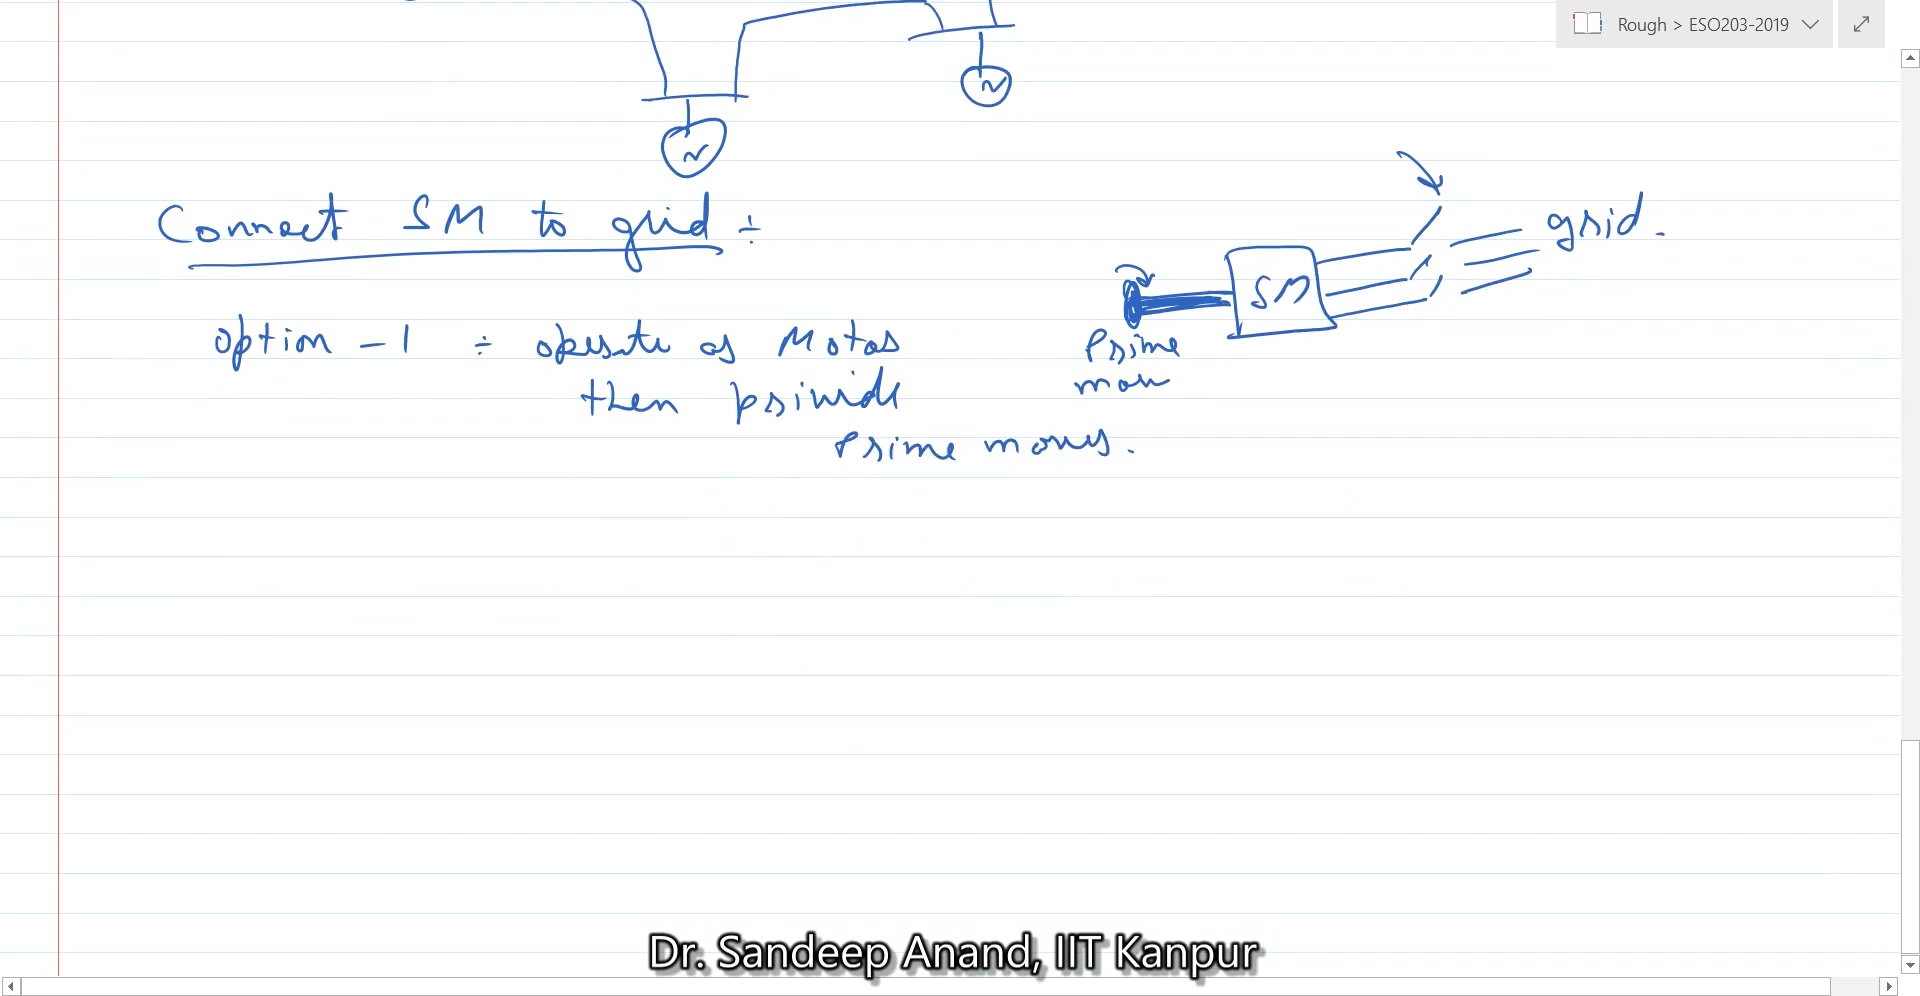 Rough > ESO203-2019
N
N
Connect SM to grid ÷
grid.
SM
option - 1 ÷ operate as Motor
then provide
Prime mover.
Prime
mover
Dr. Sandeep Anand, IIT Kanpur